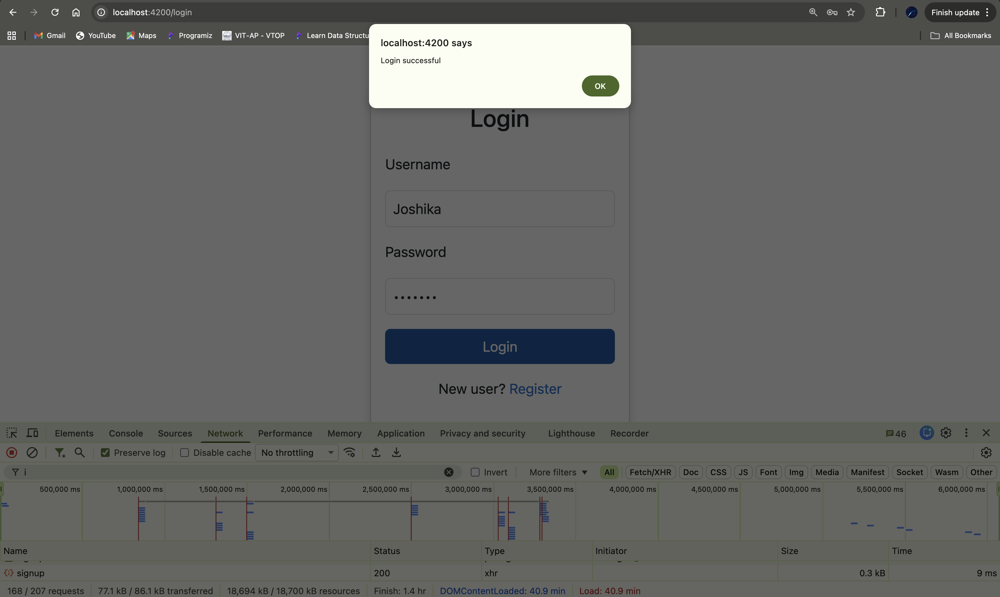 localhost:4200/login
Finish update
Gmail YouTube Maps Programiz VIT-AP - VTOP Learn Data Structu All Bookmarks
localhost:4200 says
Login successful
OK
Login
Username
Joshika
Password
Login
New user? Register
Elements Console Sources Network Performance Memory Application Privacy and security Lighthouse Recorder 46
Preserve log Disable cache No throttling
i Invert More filters All Fetch/XHR Doc CSS JS Font Img Media Manifest Socket Wasm Other
500,000 ms 1,000,000 ms 1,500,000 ms 2,000,000 ms 2,500,000 ms 3,000,000 ms 3,500,000 ms 4,000,000 ms 4,500,000 ms 5,000,000 ms 5,500,000 ms 6,000,000 ms
Name Status Type Initiator Size Time
signup 200 xhr 0.3 kB 9 ms
168 / 207 requests 77.1 kB / 86.1 kB transferred 18,694 kB / 18,700 kB resources Finish: 1.4 hr DOMContentLoaded: 40.9 min Load: 40.9 min